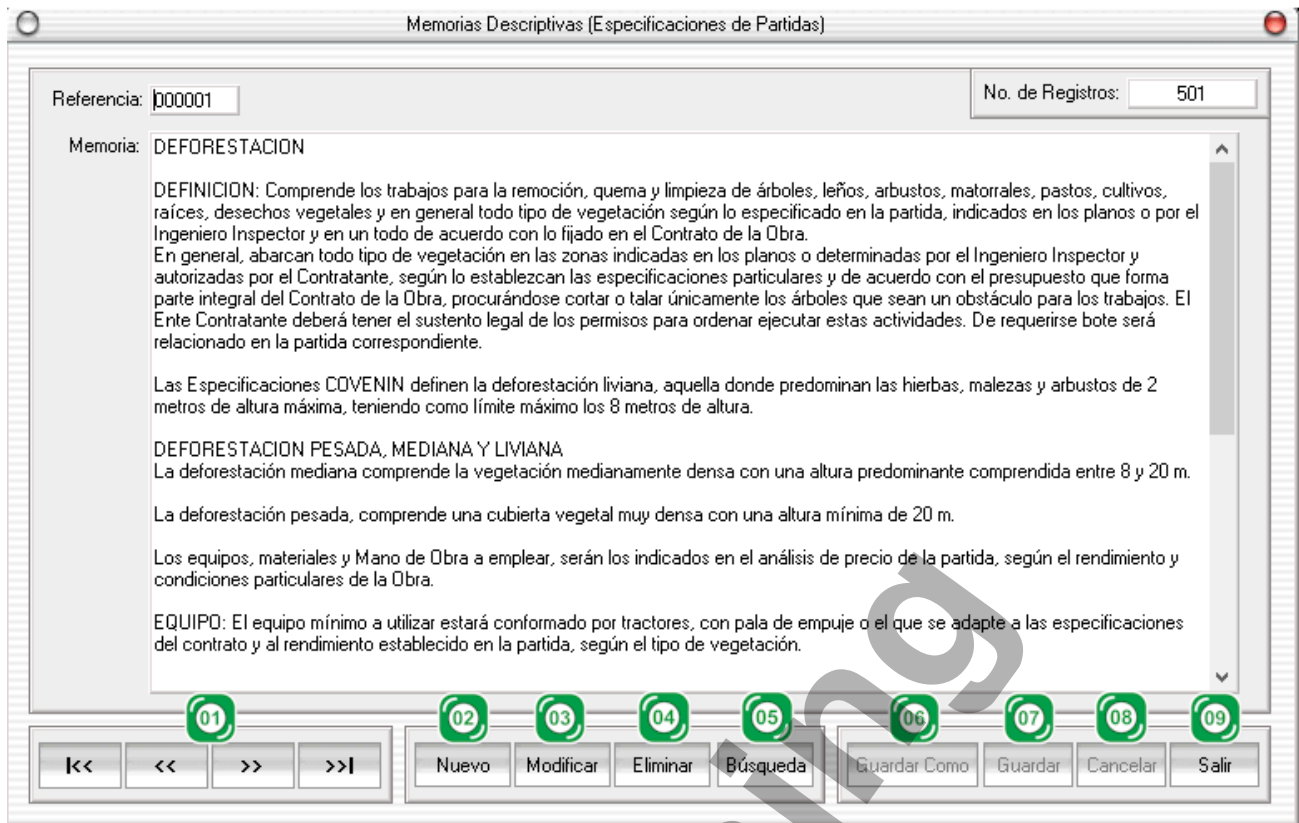 Memorias Descriptivas (Especificaciones de Partidas)
Referencia: 000001
No. de Registros: 501
Memoria: DEFORESTACION
DEFINICION: Comprende los trabajos para la remoción, quema y limpieza de árboles, leños, arbustos, matorrales, pastos, cultivos,
raíces, desechos vegetales y en general todo tipo de vegetación según lo especificado en la partida, indicados en los planos o por el
Ingeniero Inspector y en un todo de acuerdo con lo fijado en el Contrato de la Obra.
En general, abarcan todo tipo de vegetación en las zonas indicadas en los planos o determinadas por el Ingeniero Inspector y
autorizadas por el Contratante, según lo establezcan las especificaciones particulares y de acuerdo con el presupuesto que forma
parte integral del Contrato de la Obra, procurándose cortar o talar únicamente los árboles que sean un obstáculo para los trabajos. El
Ente Contratante deberá tener el sustento legal de los permisos para ordenar ejecutar estas actividades. De requerirse bote será
relacionado en la partida correspondiente.
Las Especificaciones COVENIN definen la deforestación liviana, aquella donde predominan las hierbas, malezas y arbustos de 2
metros de altura máxima, teniendo como límite máximo los 8 metros de altura.
DEFORESTACION PESADA, MEDIANA Y LIVIANA
La deforestación mediana comprende la vegetación medianamente densa con una altura predominante comprendida entre 8 y 20 m.
La deforestación pesada, comprende una cubierta vegetal muy densa con una altura mínima de 20 m.
Los equipos, materiales y Mano de Obra a emplear, serán los indicados en el análisis de precio de la partida, según el rendimiento y
condiciones particulares de la Obra.
EQUIPO: El equipo mínimo a utilizar estará conformado por tractores, con pala de empuje o el que se adapte a las especificaciones
del contrato y al rendimiento establecido en la partida, según el tipo de vegetación.
01 02 03 04 05 06 07 08 09
|<< << >> >>| Nuevo Modificar Eliminar Búsqueda Guardar Como Guardar Cancelar Salir
ing